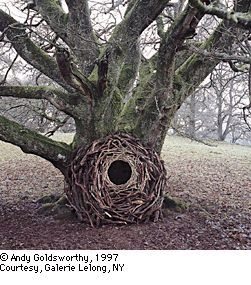 © Andy Goldsworthy, 1997
Courtesy, Galerie Lelong, NY